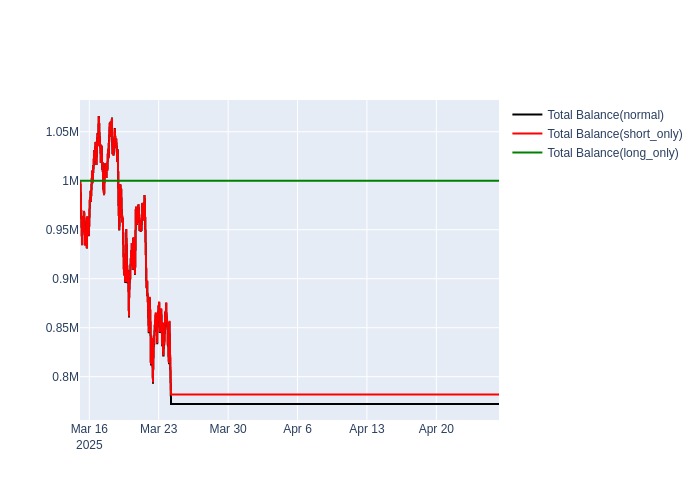 1.05M
1M
0.95M
0.9M
0.85M
0.8M
Mar 16
2025
Mar 23
Mar 30
Apr 6
Apr 13
Apr 20
Total Balance(normal)
Total Balance(short_only)
Total Balance(long_only)